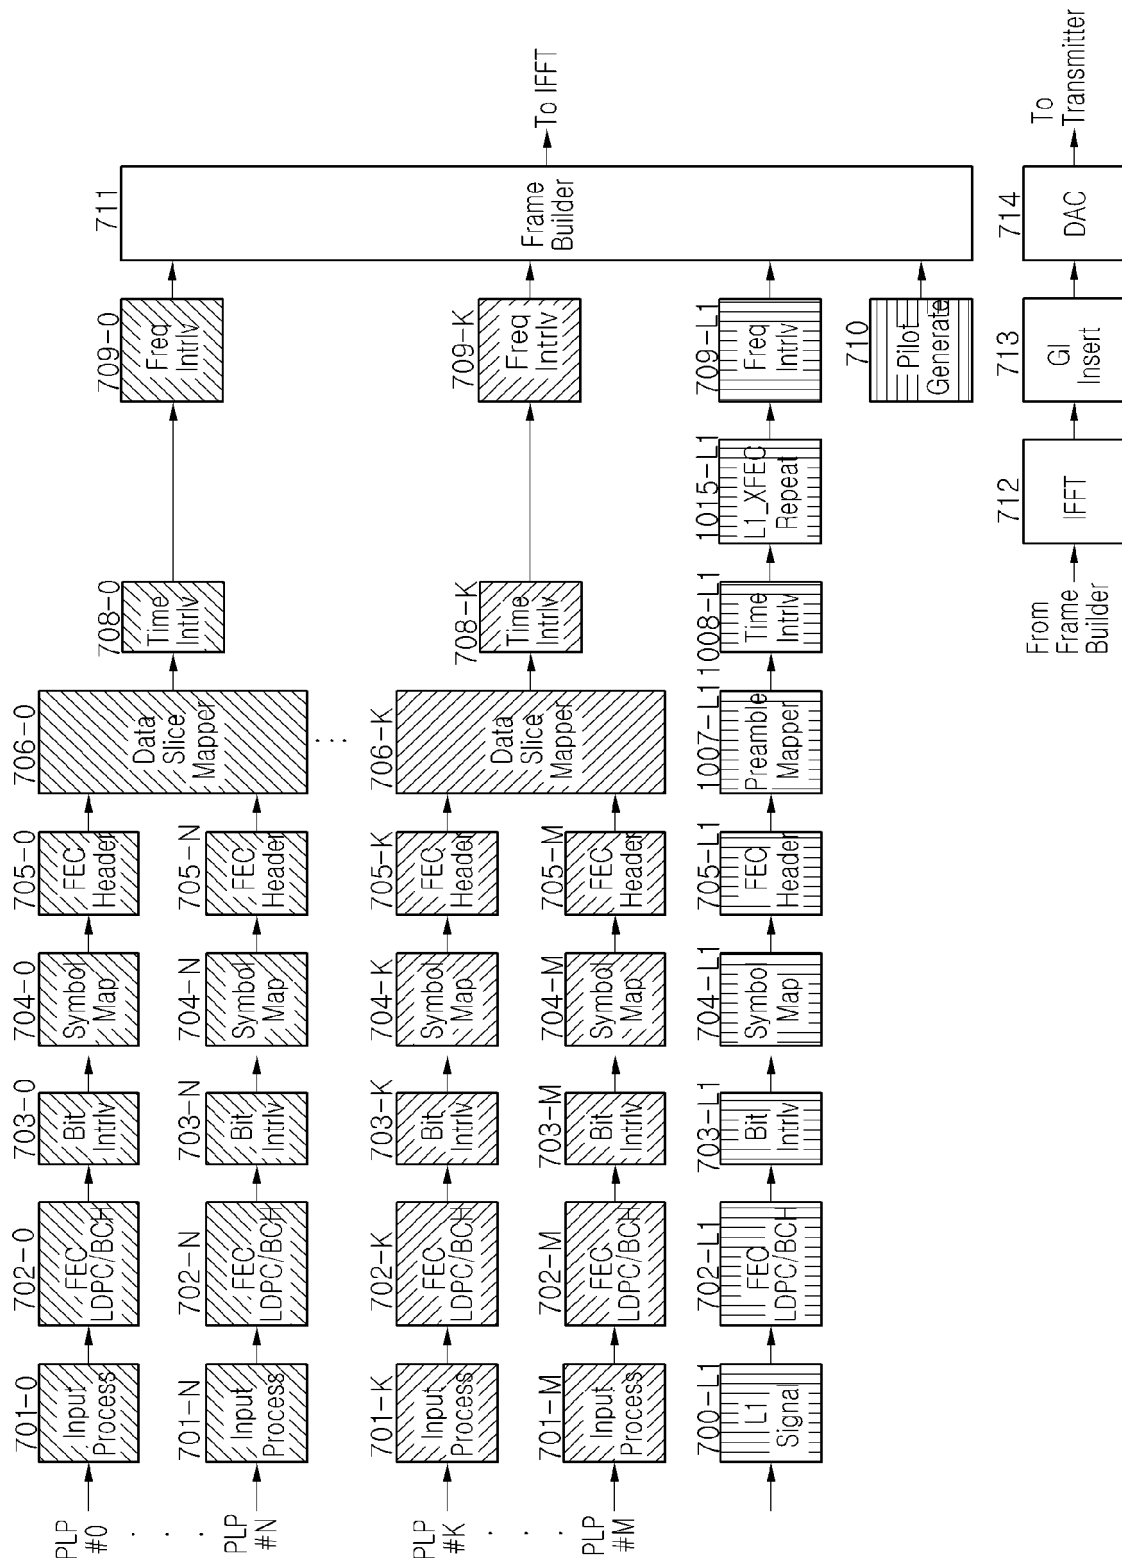 PLP
#0
701-0
Input
Process
702-0
FEC
LDPC/BCH
703-0
Bit
Intrlv
704-0
Symbol
Map
705-0
FEC
Header
706-0
Data
Slice
Mapper
708-0
Time
Intrlv
709-0
Freq
Intrlv
711
Frame
Builder
To IFFT
. . .
PLP
#N
701-N
Input
Process
702-N
FEC
LDPC/BCH
703-N
Bit
Intrlv
704-N
Symbol
Map
705-N
FEC
Header
. . .
PLP
#K
701-K
Input
Process
702-K
FEC
LDPC/BCH
703-K
Bit
Intrlv
704-K
Symbol
Map
705-K
FEC
Header
706-K
Data
Slice
Mapper
708-K
Time
Intrlv
709-K
Freq
Intrlv
. . .
PLP
#M
701-M
Input
Process
702-M
FEC
LDPC/BCH
703-M
Bit
Intrlv
704-M
Symbol
Map
705-M
FEC
Header
700-L1
L1
Signal
702-L1
FEC
LDPC/BCH
703-L1
Bit
Intrlv
704-L1
Symbol
Map
705-L1
FEC
Header
1007-L1
Preamble
Mapper
1008-L1
Time
Intrlv
1015-L1
L1_XFEC
Repeat
709-L1
Freq
Intrlv
710
Pilot
Generate
From
Frame
Builder
712
IFFT
713
GI
Insert
714
DAC
To
Transmitter